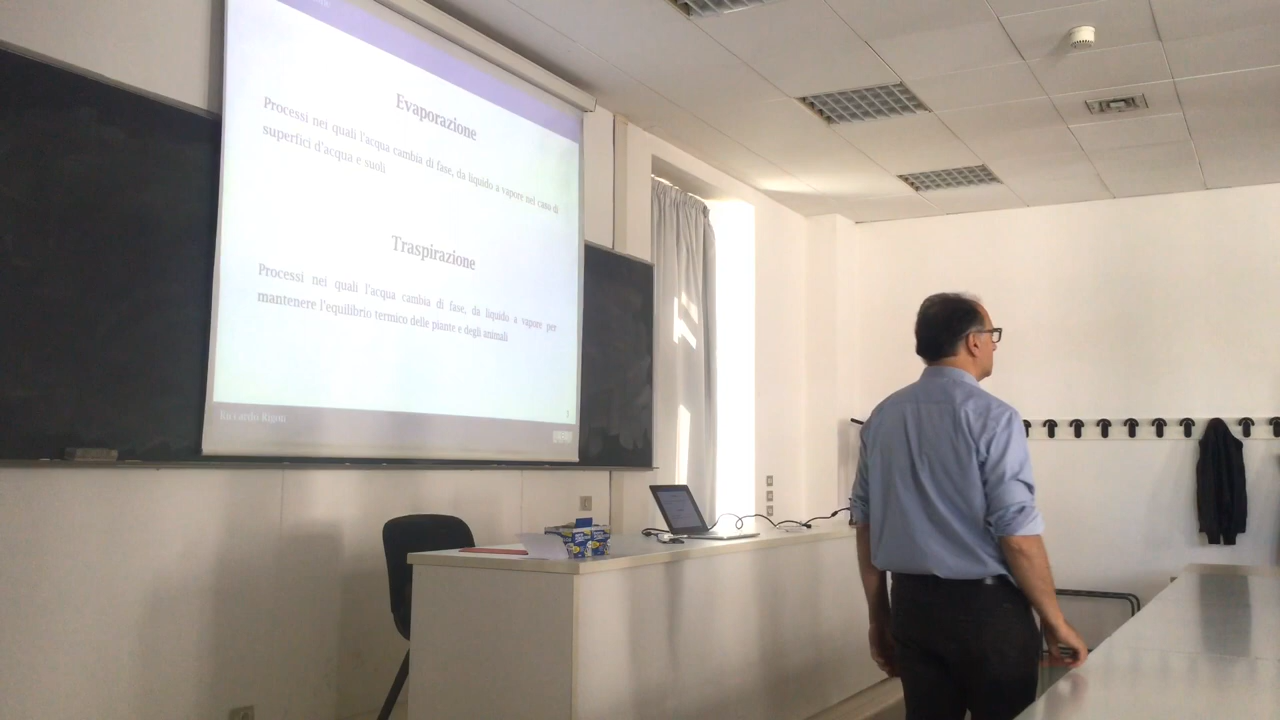 Evaporazione
Processi nei quali l'acqua cambia di fase, da liquido a vapore nel caso di
superfici d'acqua e suoli
Traspirazione
Processi nei quali l'acqua cambia di fase, da liquido a vapore per
mantenere l'equilibrio termico delle piante e degli animali
3